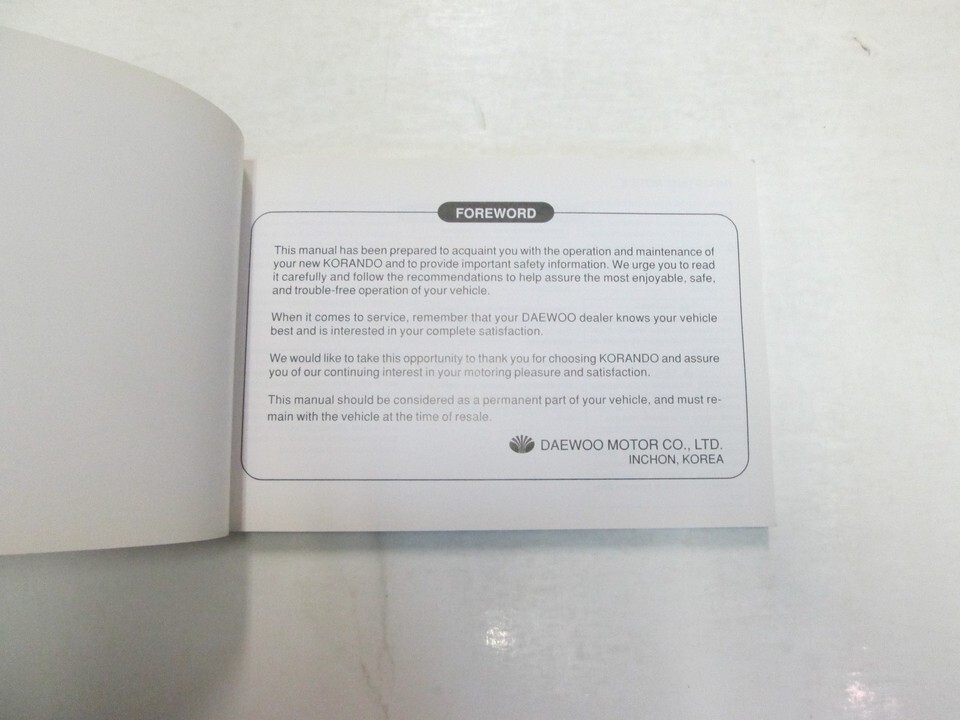 FOREWORD
This manual has been prepared to acquaint you with the operation and maintenance of
your new KORANDO and to provide important safety information. We urge you to read
it carefully and follow the recommendations to help assure the most enjoyable, safe,
and trouble-free operation of your vehicle.
When it comes to service, remember that your DAEWOO dealer knows your vehicle
best and is interested in your complete satisfaction.
We would like to take this opportunity to thank you for choosing KORANDO and assure
you of our continuing interest in your motoring pleasure and satisfaction.
This manual should be considered as a permanent part of your vehicle, and must re-
main with the vehicle at the time of resale.
DAEWOO MOTOR CO., LTD.
INCHON, KOREA